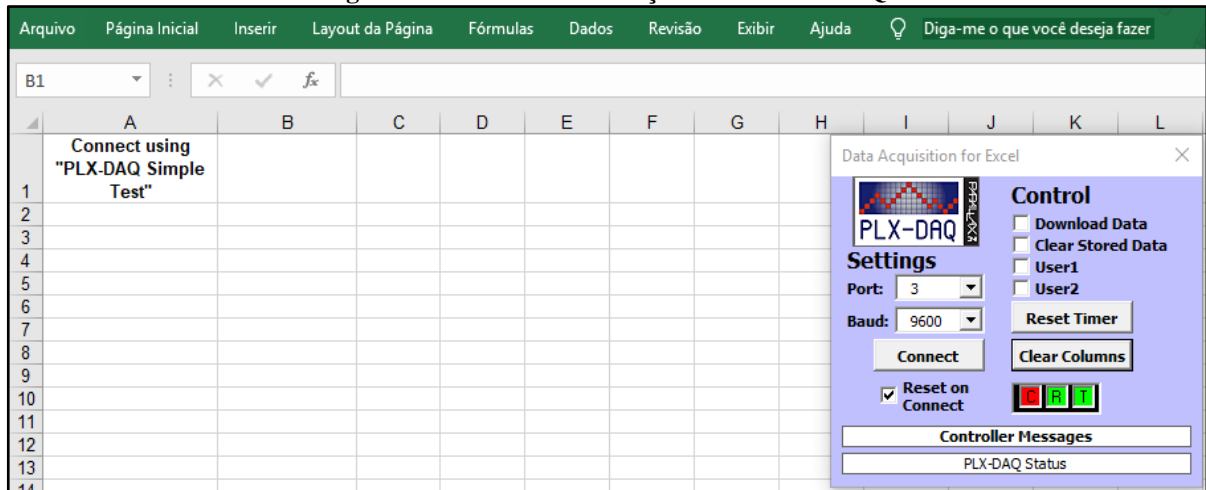 Arquivo Página Inicial Inserir Layout da Página Fórmulas Dados Revisão Exibir Ajuda Diga-me o que você deseja fazer
B1 fx
A B C D E F G H I J K L
Connect using
"PLX-DAQ Simple
1 Test"
2
3
4
5
6
7
8
9
10
11
12
13
Data Acquisition for Excel
PLX-DAQ
PARALLAX
Control
Download Data
Clear Stored Data
User1
User2
Settings
Port: 3
Baud: 9600
Reset Timer
Connect
Clear Columns
Reset on
Connect
C R T
Controller Messages
PLX-DAQ Status